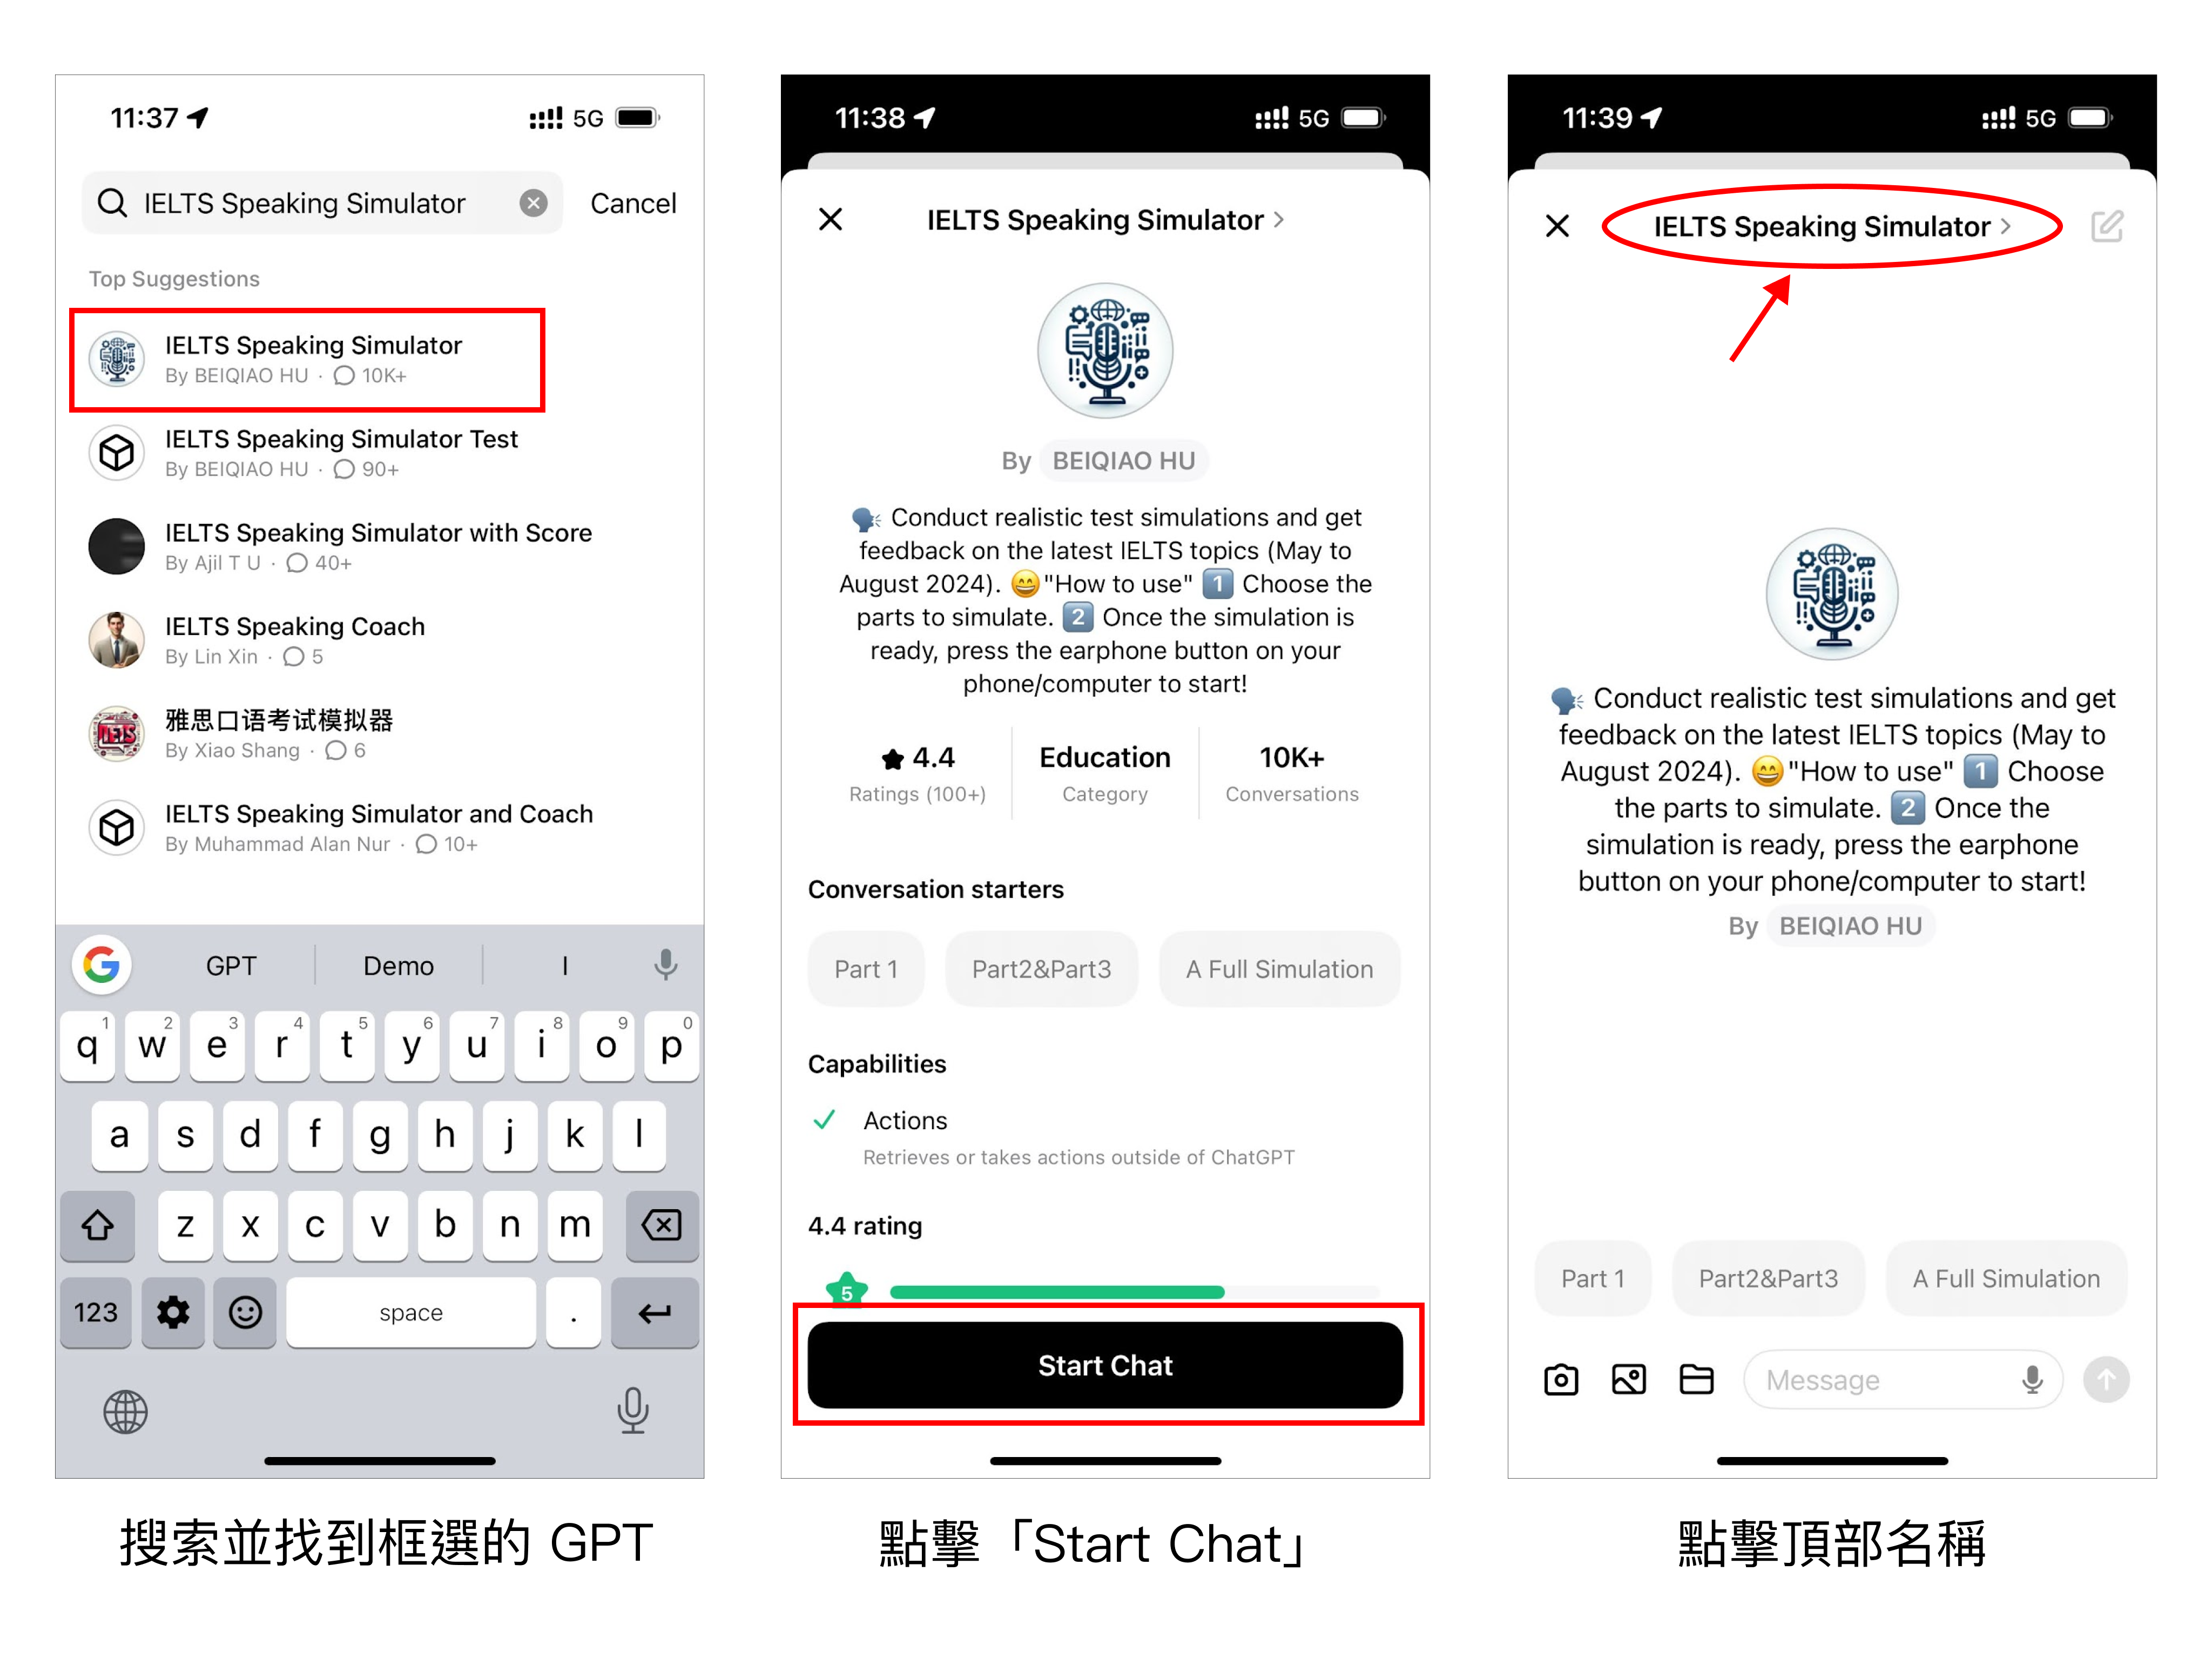 11:37
5G
IELTS Speaking Simulator
Cancel
Top Suggestions
IELTS Speaking Simulator
By BEIQIAO HU · 10K+
IELTS Speaking Simulator Test
By BEIQIAO HU · 90+
IELTS Speaking Simulator with Score
By Ajil T U · 40+
IELTS Speaking Coach
By Lin Xin · 5
IELTS
雅思口语考试模拟器
By Xiao Shang · 6
IELTS Speaking Simulator and Coach
By Muhammad Alan Nur · 10+
G GPT Demo I
1 2 3 4 5 6 7 8 9 0
q w e r t y u i o p
a s d f g h j k l
z x c v b n m
123 space .
搜索並找到框選的 GPT
11:38
5G
IELTS Speaking Simulator >
By BEIQIAO HU
🗣️ Conduct realistic test simulations and get
feedback on the latest IELTS topics (May to
August 2024). 😄"How to use" 1️⃣ Choose the
parts to simulate. 2️⃣ Once the simulation is
ready, press the earphone button on your
phone/computer to start!
★ 4.4 Education 10K+
Ratings (100+) Category Conversations
Conversation starters
Part 1 Part2&Part3 A Full Simulation
Capabilities
Actions
Retrieves or takes actions outside of ChatGPT
4.4 rating
5
Start Chat
點擊「Start Chat」
11:39
5G
IELTS Speaking Simulator >
🗣️ Conduct realistic test simulations and get
feedback on the latest IELTS topics (May to
August 2024). 😄"How to use" 1️⃣ Choose
the parts to simulate. 2️⃣ Once the
simulation is ready, press the earphone
button on your phone/computer to start!
By BEIQIAO HU
Part 1 Part2&Part3 A Full Simulation
Message
點擊頂部名稱